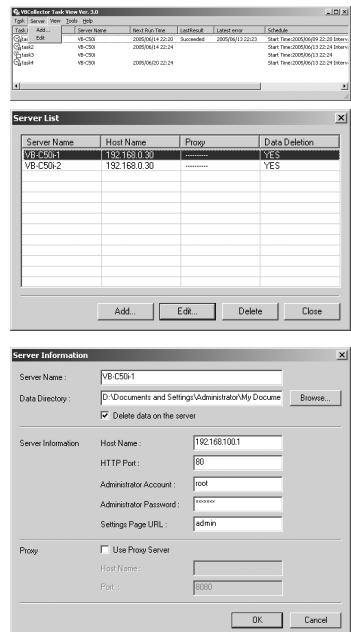 VBCollector Task View Ver. 3.0
Task Server View Tools Help
Server Name Next Run Time LastResult Latest error Schedule
Add...
VB-C50i 2005/06/14 22:20 Succeeded 2005/06/13 22:23 Start Time:2005/06/09 22:20 Interv
Edit
task2 VB-C50i 2005/06/14 22:24 Start Time:2005/06/13 22:24 Interv
task3 VB-C50i Start Time:2005/06/13 22:24
task4 VB-C50i 2005/06/20 22:24 Start Time:2005/06/13 22:24 Interv
Server List
Server Name Host Name Proxy Data Deletion
VB-C50i-1 192.168.0.30 ---------- YES
VB-C50i-2 192.168.0.30 ---------- YES
Add... Edit... Delete Close
Server Information
Server Name : VB-C50i-1
Data Directory : D:\Documents and Settings\Administrator\My Docume Browse...
Delete data on the server
Server Information Host Name : 192.168.100.1
HTTP Port : 80
Administrator Account : root
Administrator Password : ******
Settings Page URL : admin
Proxy Use Proxy Server
Host Name :
Port : 8080
OK Cancel